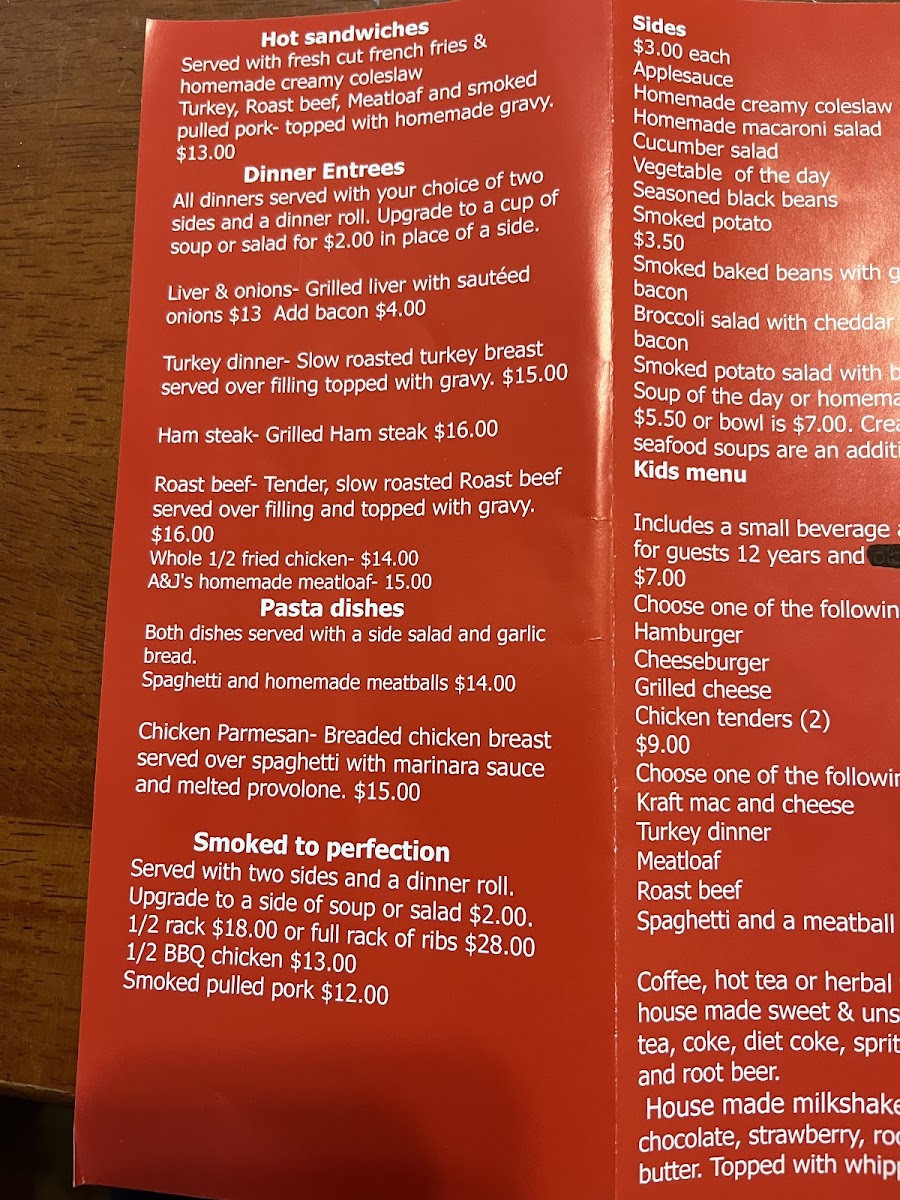 Hot sandwiches
Served with fresh cut french fries &
homemade creamy coleslaw
Turkey, Roast beef, Meatloaf and smoked
pulled pork- topped with homemade gravy.
$13.00
Dinner Entrees
All dinners served with your choice of two
sides and a dinner roll. Upgrade to a cup of
soup or salad for $2.00 in place of a side.
Liver & onions- Grilled liver with sautéed
onions $13 Add bacon $4.00
Turkey dinner- Slow roasted turkey breast
served over filling topped with gravy. $15.00
Ham steak- Grilled Ham steak $16.00
Roast beef- Tender, slow roasted Roast beef
served over filling and topped with gravy.
$16.00
Whole 1/2 fried chicken- $14.00
A&J's homemade meatloaf- 15.00
Pasta dishes
Both dishes served with a side salad and garlic
bread.
Spaghetti and homemade meatballs $14.00
Chicken Parmesan- Breaded chicken breast
served over spaghetti with marinara sauce
and melted provolone. $15.00
Smoked to perfection
Served with two sides and a dinner roll.
Upgrade to a side of soup or salad $2.00.
1/2 rack $18.00 or full rack of ribs $28.00
1/2 BBQ chicken $13.00
Smoked pulled pork $12.00
Sides
$3.00 each
Applesauce
Homemade creamy coleslaw
Homemade macaroni salad
Cucumber salad
Vegetable of the day
Seasoned black beans
Smoked potato
$3.50
Smoked baked beans with
bacon
Broccoli salad with cheddar
bacon
Smoked potato salad with
Soup of the day or
$5.50 or bowl is $7.00.
seafood soups are an
Kids menu
Includes a small beverage
for guests 12 years and
$7.00
Choose one of the
Hamburger
Cheeseburger
Grilled cheese
Chicken tenders (2)
$9.00
Choose one of the
Kraft mac and cheese
Turkey dinner
Meatloaf
Roast beef
Spaghetti and a meatball
Coffee, hot tea or herbal
house made sweet &
tea, coke, diet coke,
and root beer.
House made
chocolate, strawberry,
butter. Topped with